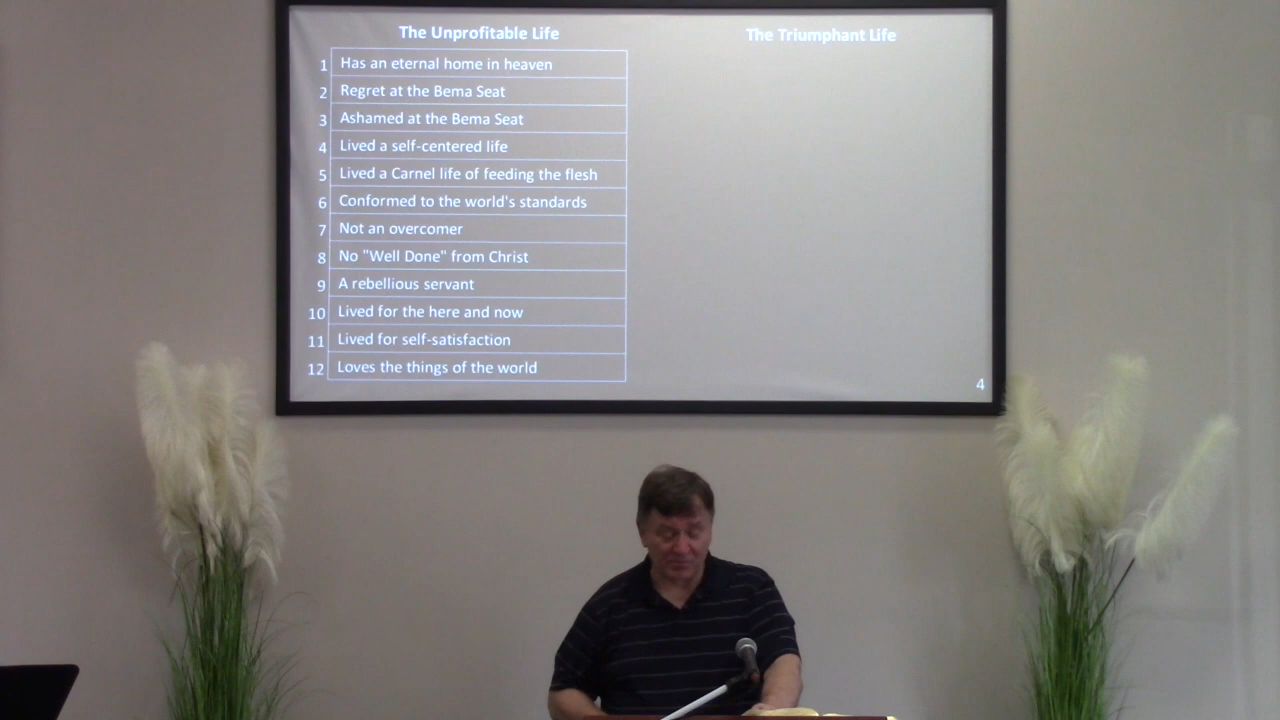 The Unprofitable Life
The Triumphant Life
1 Has an eternal home in heaven
2 Regret at the Bema Seat
3 Ashamed at the Bema Seat
4 Lived a self-centered life
5 Lived a Carnel life of feeding the flesh
6 Conformed to the world's standards
7 Not an overcomer
8 No "Well Done" from Christ
9 A rebellious servant
10 Lived for the here and now
11 Lived for self-satisfaction
12 Loves the things of the world
4